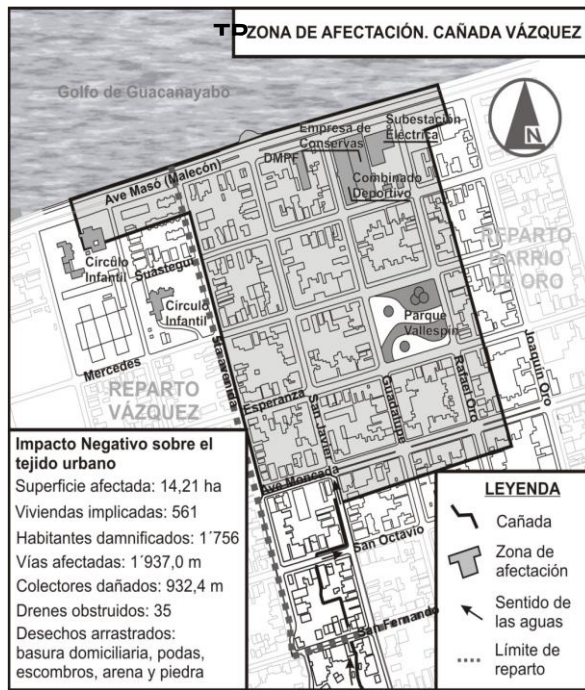 ZONA DE AFECTACIÓN. CAÑADA VÁZQUEZ
Golfo de Guacanayabo
N
Empresa de
Conservas
Subestación
Eléctrica
DMPF
Combinado
Deportivo
Ave Masó (Malecón)
Círculo
Infantil
Suastegui
Círculo
Infantil
REPARTO
BARRIO
DE ORO
Parque
Vallespín
Mercedes
REPARTO
VÁZQUEZ
Esperanza
San Javier
Guadalupe
Rafael Oro
Joaquín Oro
Ave Moncada
San Octavio
San Fernando
Impacto Negativo sobre el
tejido urbano
Superficie afectada: 14,21 ha
Viviendas implicadas: 561
Habitantes damnificados: 1´756
Vías afectadas: 1´937,0 m
Colectores dañados: 932,4 m
Drenes obstruidos: 35
Desechos arrastrados:
basura domiciliaria, podas,
escombros, arena y piedra
LEYENDA
Cañada
Zona de
afectación
Sentido de
las aguas
Límite de
reparto